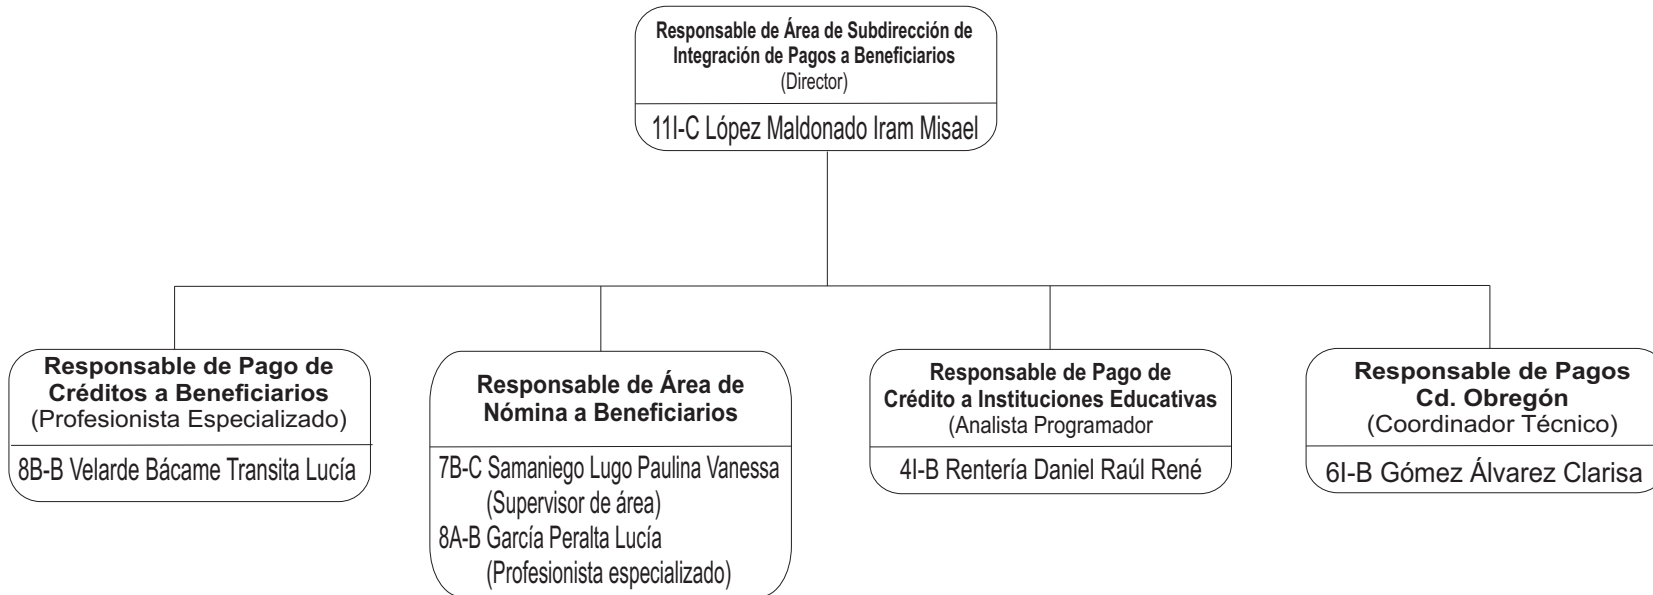 Responsable de Área de Subdirección de
Integración de Pagos a Beneficiarios
(Director)
11I-C López Maldonado Iram Misael
Responsable de Pago de
Créditos a Beneficiarios
(Profesionista Especializado)
8B-B Velarde Bácame Transita Lucía
Responsable de Área de
Nómina a Beneficiarios
7B-C Samaniego Lugo Paulina Vanessa
(Supervisor de área)
8A-B García Peralta Lucía
(Profesionista especializado)
Responsable de Pago de
Crédito a Instituciones Educativas
(Analista Programador
4I-B Rentería Daniel Raúl René
Responsable de Pagos
Cd. Obregón
(Coordinador Técnico)
6I-B Gómez Álvarez Clarisa